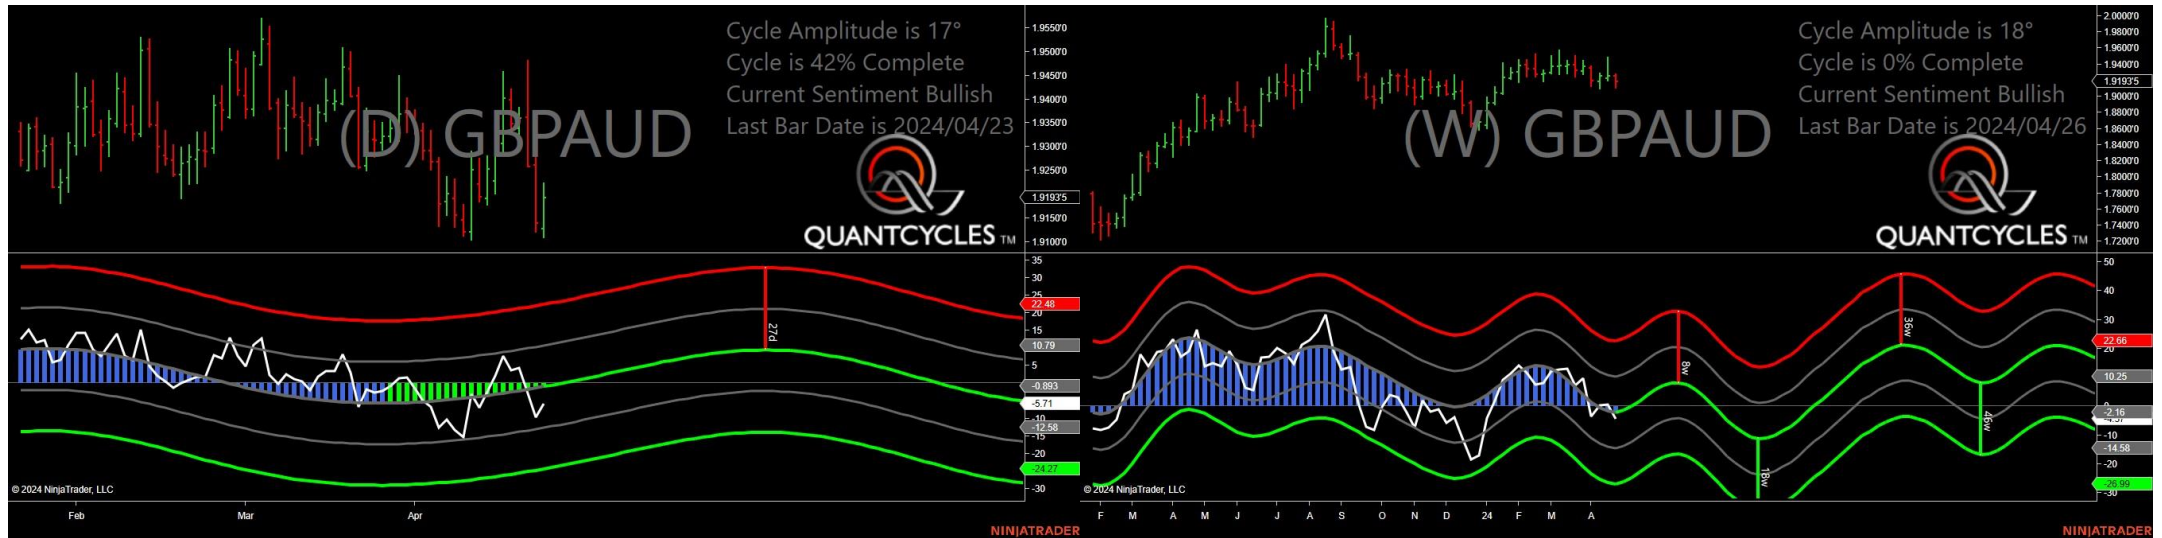 Cycle Amplitude is 17°
Cycle is 42% Complete
Current Sentiment Bullish
Last Bar Date is 2024/04/23
(D) GBPAUD
QUANTCYCLES TM
1.9550'0
1.9500'0
1.9450'0
1.9400'0
1.9350'0
1.9300'0
1.9250'0
1.9193'5
1.9150'0
1.9100'0
35
30
25
22.48
20
15
10.79
5
-0.893
-5.71
-10
-12.58
-15
-20
-24.27
-30
27d
© 2024 NinjaTrader, LLC
Feb Mar Apr
NINJATRADER
Cycle Amplitude is 18°
Cycle is 0% Complete
Current Sentiment Bullish
Last Bar Date is 2024/04/26
(W) GBPAUD
QUANTCYCLES TM
2.0000'0
1.9800'0
1.9600'0
1.9400'0
1.9193'5
1.9000'0
1.8800'0
1.8600'0
1.8400'0
1.8200'0
1.8000'0
1.7800'0
1.7600'0
1.7400'0
1.7200'0
50
40
30
22.66
20
10.25
-2.16
-10
-14.58
-20
-26.99
-30
8w
18w
36w
46w
© 2024 NinjaTrader, LLC
F M A M J J A S O N D 24 F M A
NINJATRADER